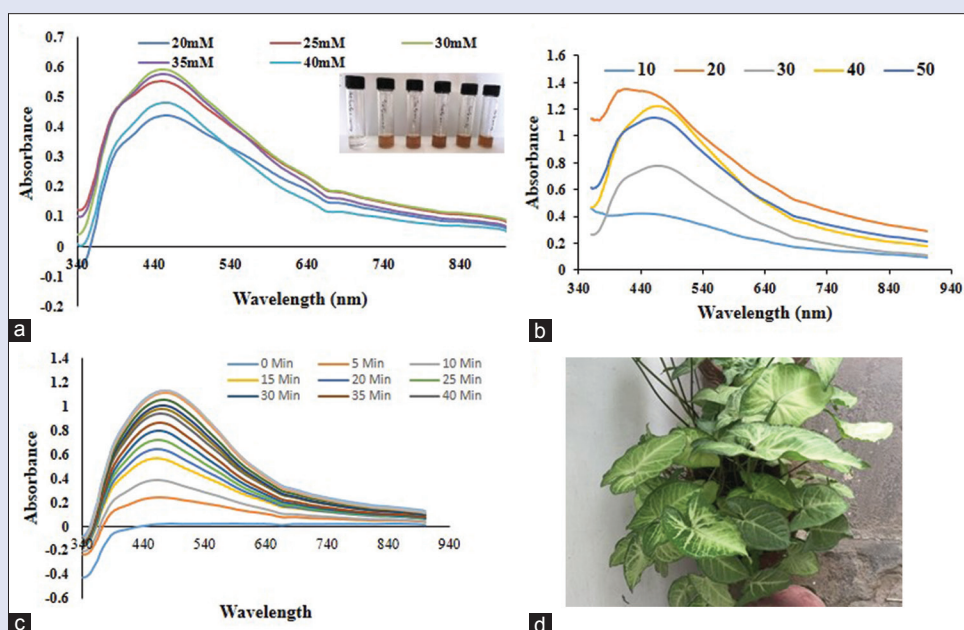 0.7
20mM 25mM 30mM
35mM 40mM
0.6
0.5
0.4
0.3
0.2
0.1
0
-0.1
-0.2
340 440 540 640 740 840
Absorbance
Wavelength (nm)
a
1.6
1.4
1.2
1
0.8
0.6
0.4
0.2
0
10 20 30 40 50
340 440 540 640 740 840 940
Absorbance
Wavelength (nm)
b
1.4
1.2
1
0.8
0.6
0.4
0.2
0
-0.2
-0.4
-0.6
0 Min 5 Min 10 Min
15 Min 20 Min 25 Min
30 Min 35 Min 40 Min
340 440 540 640 740 840 940
Absorbance
Wavelength
c
d